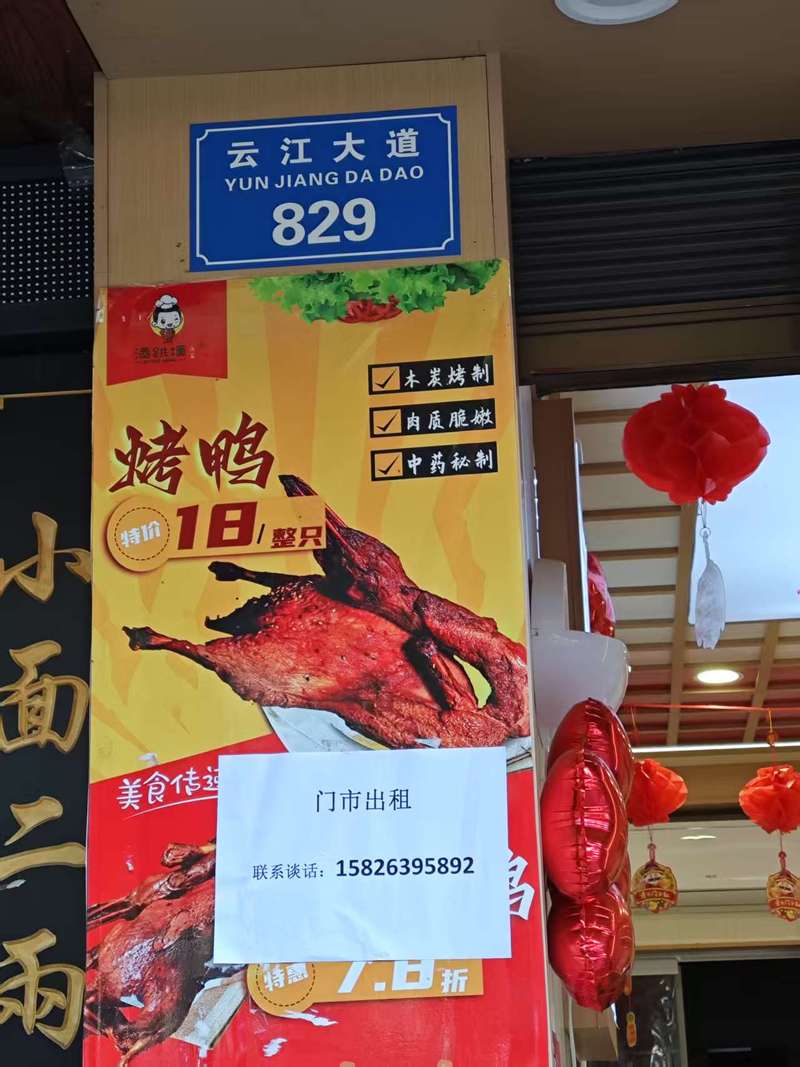 云江大道
YUN JIANG DA DAO
829
木炭烤制
肉质脆嫩
中药秘制
烤鸭
特价 18/整只
美食传
门市出租
联系谈话：15826395892
特惠 7.8折
小面二两